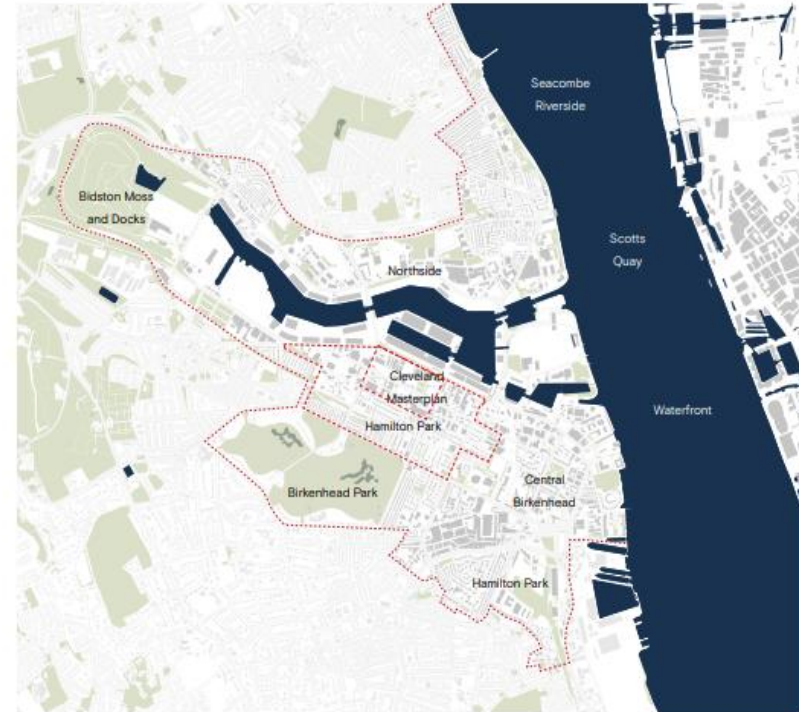 Seacombe
Riverside
Bidston Moss
and Docks
Scotts
Quay
Northside
Cleveland
Masterplan
Waterfront
Hamilton Park
Birkenhead Park
Central
Birkenhead
Hamilton Park